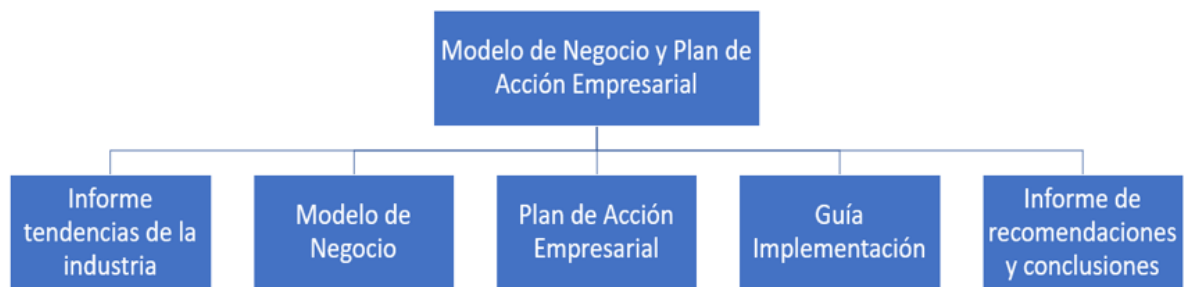 Modelo de Negocio y Plan de
Acción Empresarial
Informe
tendencias de la
industria
Modelo de
Negocio
Plan de Acción
Empresarial
Guía
Implementación
Informe de
recomendaciones
y conclusiones